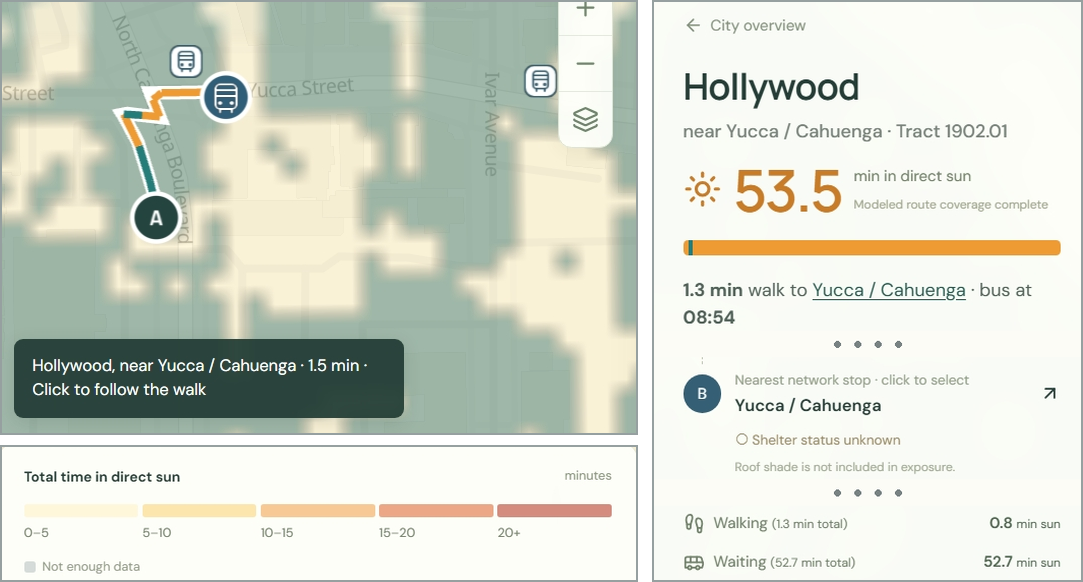 North Ca
nga Boulevard
Street
Yucca Street
Ivar Avenue
A
Hollywood, near Yucca / Cahuenga · 1.5 min ·
Click to follow the walk
Total time in direct sun
minutes
0–5
5–10
10–15
15–20
20+
Not enough data
← City overview
Hollywood
near Yucca / Cahuenga · Tract 1902.01
53.5
min in direct sun
Modeled route coverage complete
1.3 min walk to Yucca / Cahuenga · bus at
08:54
B
Nearest network stop · click to select
Yucca / Cahuenga
Shelter status unknown
Roof shade is not included in exposure.
Walking (1.3 min total) 0.8 min sun
Waiting (52.7 min total) 52.7 min sun